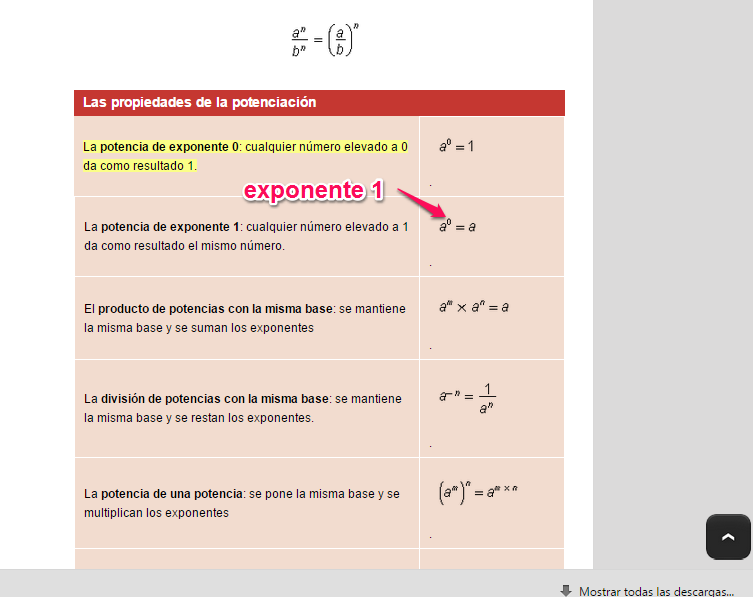 aⁿ/bⁿ = (a/b)ⁿ
Las propiedades de la potenciación
La potencia de exponente 0: cualquier número elevado a 0
da como resultado 1.
a⁰ = 1
.
exponente 1
La potencia de exponente 1: cualquier número elevado a 1
da como resultado el mismo número.
a⁰ = a
.
El producto de potencias con la misma base: se mantiene
la misma base y se suman los exponentes
aᵐ × aⁿ = a
.
La división de potencias con la misma base: se mantiene
la misma base y se restan los exponentes.
a⁻ⁿ = 1/aⁿ
.
La potencia de una potencia: se pone la misma base y se
multiplican los exponentes
(aᵐ)ⁿ = aᵐ ˣ ⁿ
.
Mostrar todas las descargas...